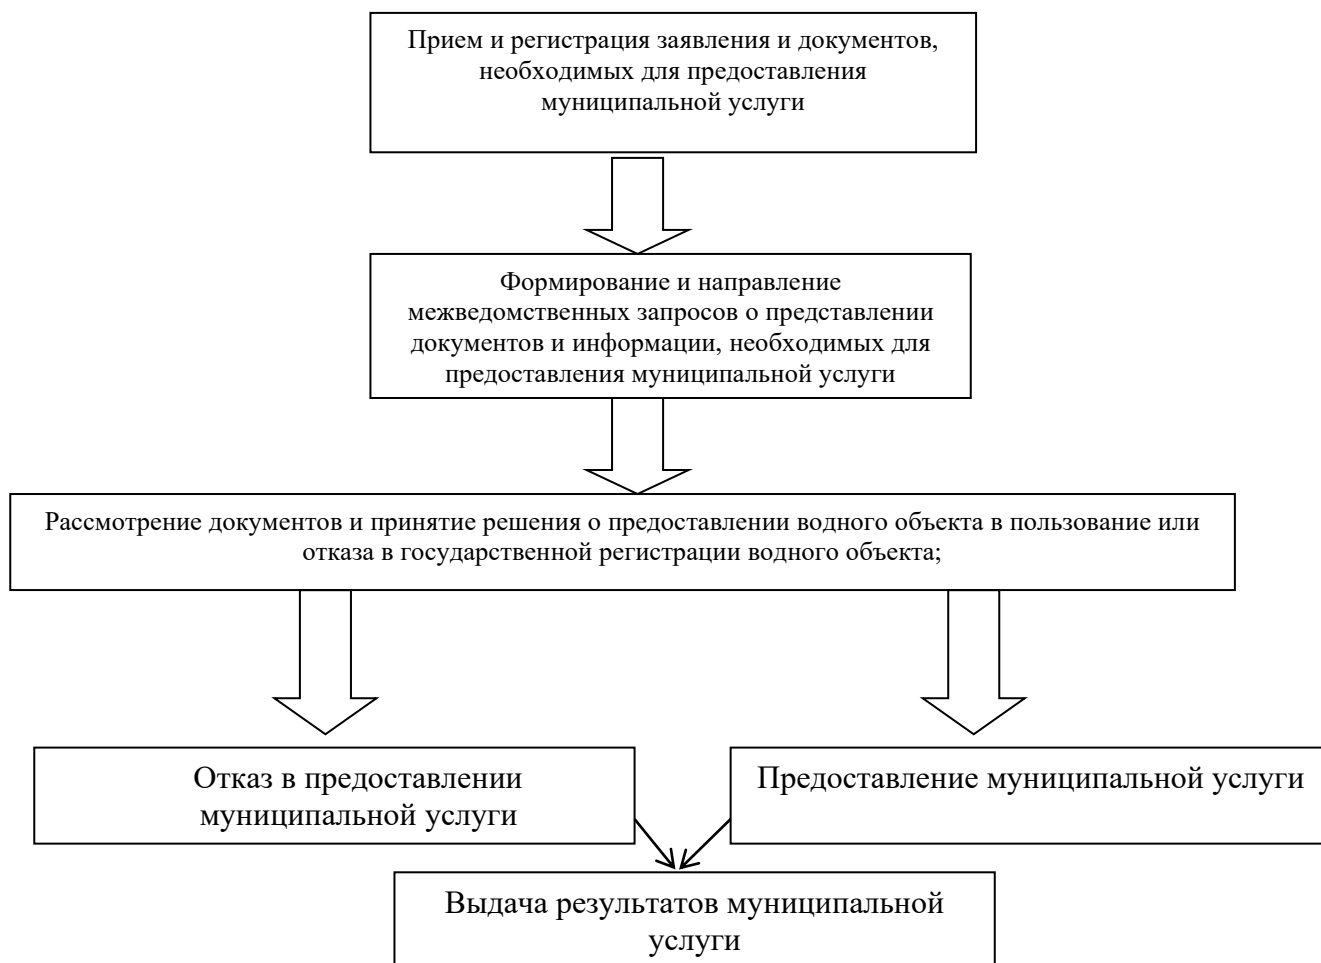 Прием и регистрация заявления и документов,
необходимых для предоставления
муниципальной услуги
Формирование и направление
межведомственных запросов о представлении
документов и информации, необходимых для
предоставления муниципальной услуги
Рассмотрение документов и принятие решения о предоставлении водного объекта в пользование или
отказа в государственной регистрации водного объекта;
Отказ в предоставлении
муниципальной услуги
Предоставление муниципальной услуги
Выдача результатов муниципальной
услуги